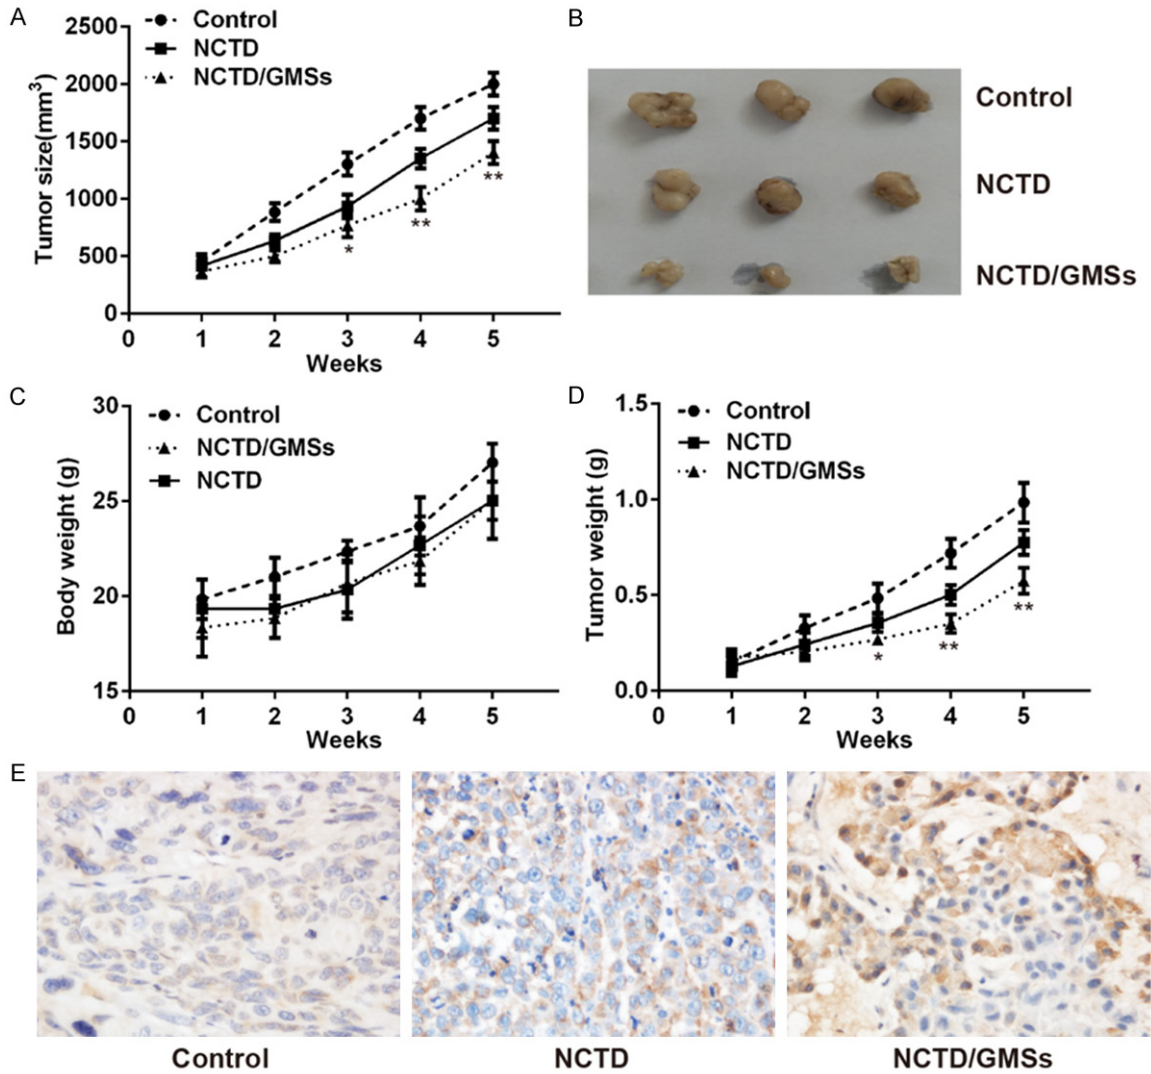 A
Tumor size(mm3)
2500
2000
1500
1000
500
0
Control
NCTD
NCTD/GMSs
*
**
**
0 1 2 3 4 5
Weeks
B
Control
NCTD
NCTD/GMSs
C
Body weight (g)
30
25
20
15
Control
NCTD/GMSs
NCTD
0 1 2 3 4 5
Weeks
D
Tumor weight (g)
1.5
1.0
0.5
0.0
Control
NCTD
NCTD/GMSs
*
**
**
0 1 2 3 4 5
Weeks
E
Control NCTD NCTD/GMSs